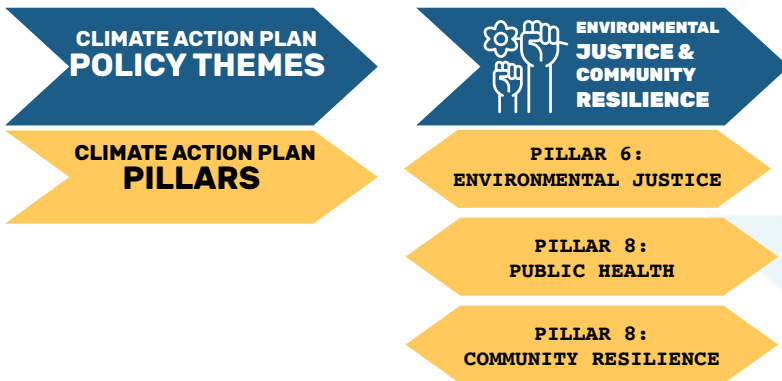 CLIMATE ACTION PLAN
POLICY THEMES
ENVIRONMENTAL
JUSTICE &
COMMUNITY
RESILIENCE
CLIMATE ACTION PLAN
PILLARS
PILLAR 6:
ENVIRONMENTAL JUSTICE
PILLAR 8:
PUBLIC HEALTH
PILLAR 8:
COMMUNITY RESILIENCE